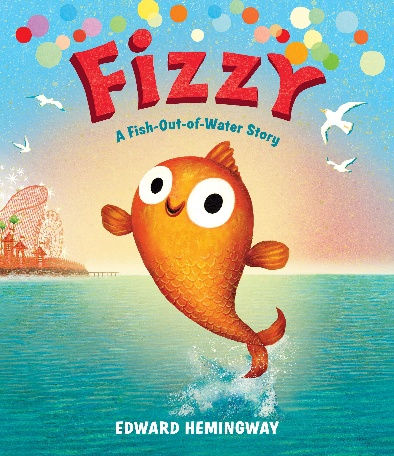 Fizzy
A Fish-Out-of-Water Story
EDWARD HEMINGWAY